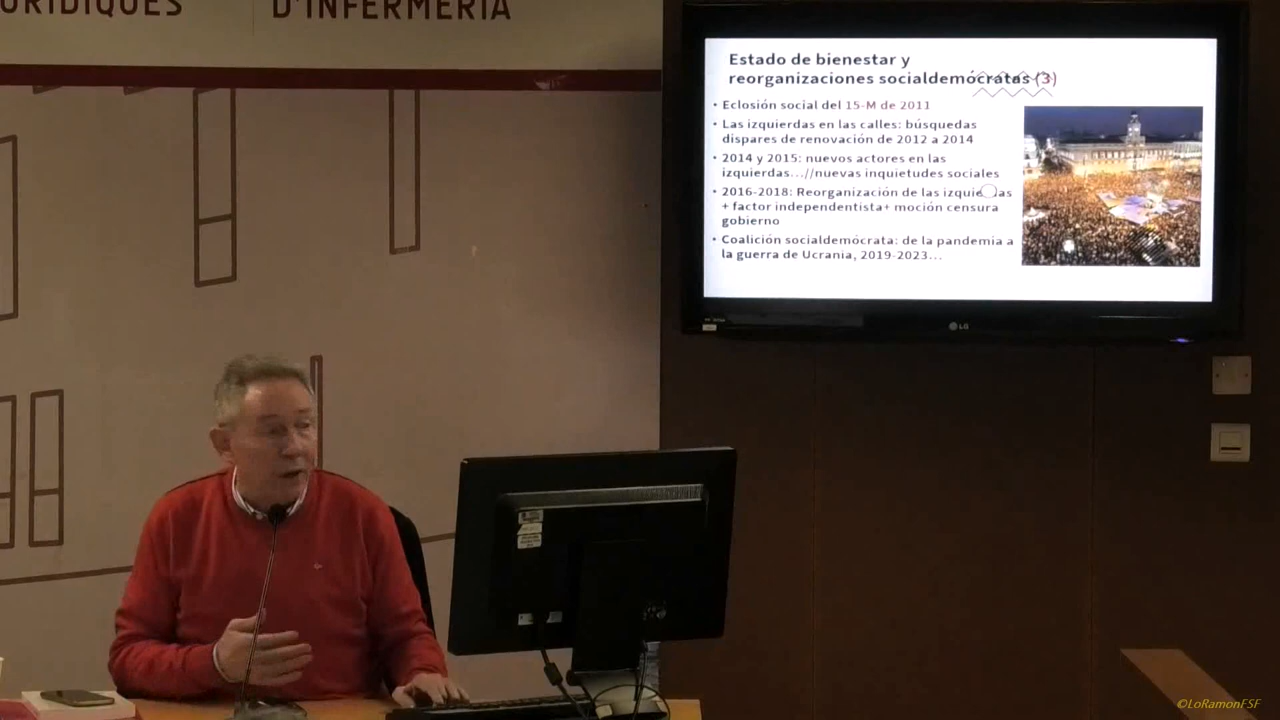 URÍDIQUES
D'INFERMERIA
Estado de bienestar y
reorganizaciones socialdemócratas (3)
• Eclosión social del 15-M de 2011
• Las izquierdas en las calles: búsquedas
dispares de renovación de 2012 a 2014
• 2014 y 2015: nuevos actores en las
izquierdas...//nuevas inquietudes sociales
• 2016-2018: Reorganización de las izquierdas
+ factor independentista+ moción censura
gobierno
• Coalición socialdemócrata: de la pandemia a
la guerra de Ucrania, 2019-2023...
LG
©LoRamonFSF